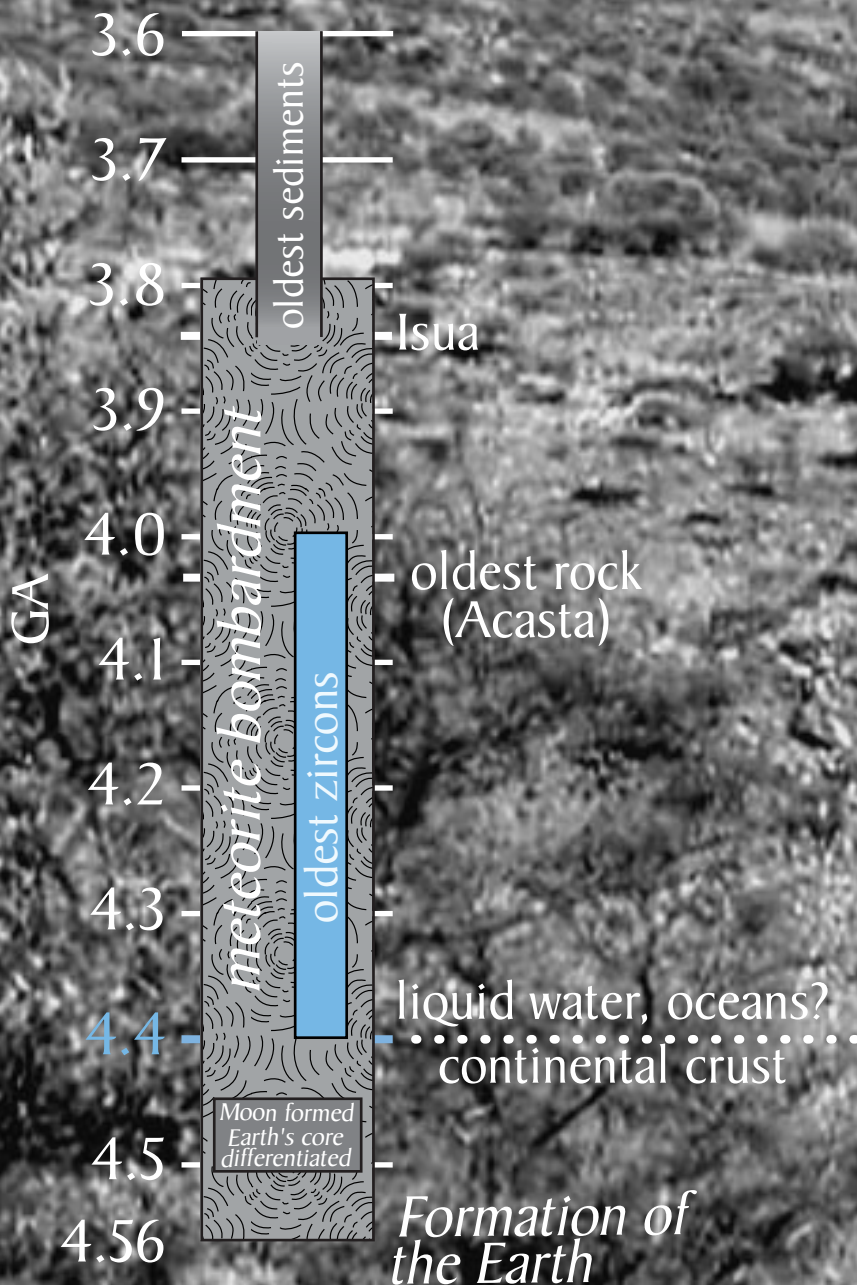 3.6
oldest sediments
3.7
3.8
Isua
3.9
meteorite bombardment
4.0
oldest rock
(Acasta)
GA
4.1
oldest zircons
4.2
4.3
liquid water, oceans?
4.4
continental crust
Moon formed
Earth's core
differentiated
4.5
Formation of
the Earth
4.56